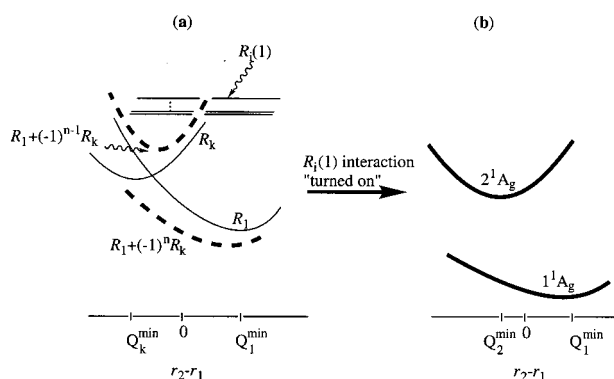 (a)
(b)
R_i(1)
R_1+(-1)^{n-1}R_k
R_k
R_i(1) interaction
"turned on"
2^1A_g
R_1
R_1+(-1)^nR_k
1^1A_g
Q_k^{min} 0 Q_1^{min}
Q_2^{min} 0 Q_1^{min}
r_2-r_1
r_2-r_1